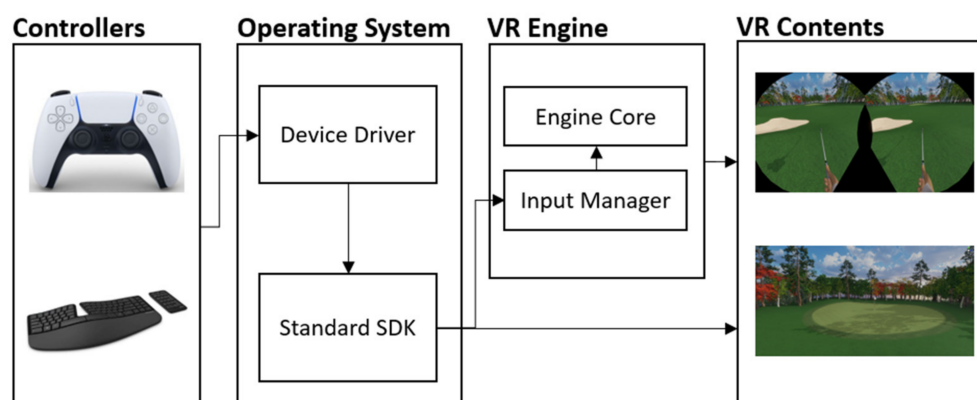 Controllers
Operating System
VR Engine
VR Contents
Device Driver
Standard SDK
Engine Core
Input Manager